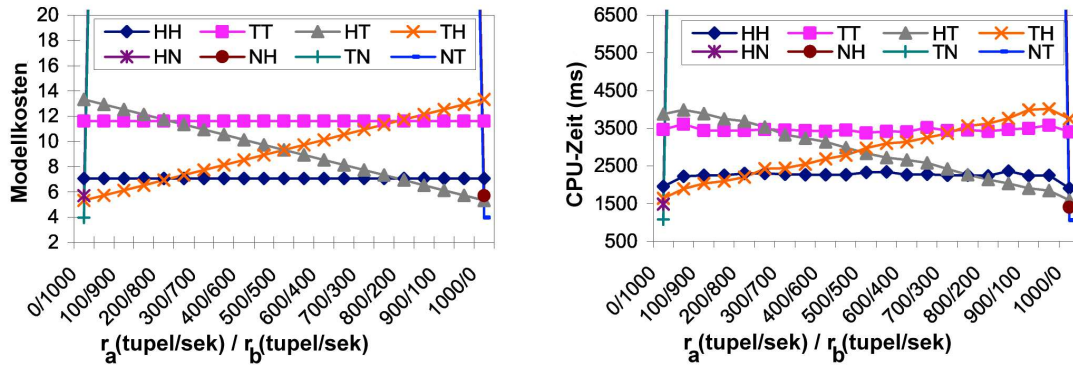 Modellkosten
20
18
16
14
12
10
8
6
4
2
HH TT HT TH
HN NH TN NT
0/1000 100/900 200/800 300/700 400/600 500/500 600/400 700/300 800/200 900/100 1000/0
ra(tupel/sek) / rb(tupel/sek)
CPU-Zeit (ms)
6500
5500
4500
3500
2500
1500
500
HH TT HT TH
HN NH TN NT
0/1000 100/900 200/800 300/700 400/600 500/500 600/400 700/300 800/200 900/100 1000/0
ra(tupel/sek) / rb(tupel/sek)